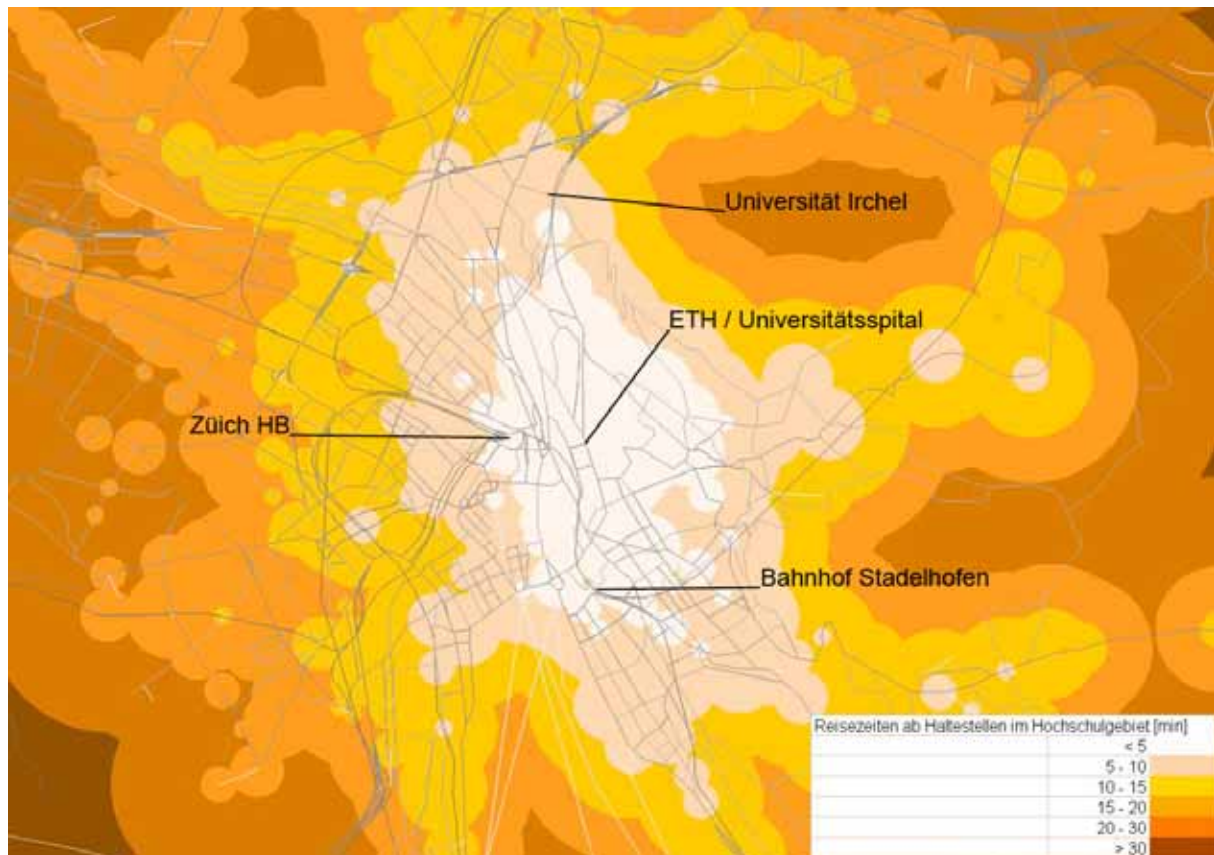 Universität Irchel
ETH / Universitätsspital
Züich HB
Bahnhof Stadelhofen
Reisezeiten ab Haltestellen im Hochschulgebiet [min]
< 5
5 - 10
10 - 15
15 - 20
20 - 30
> 30